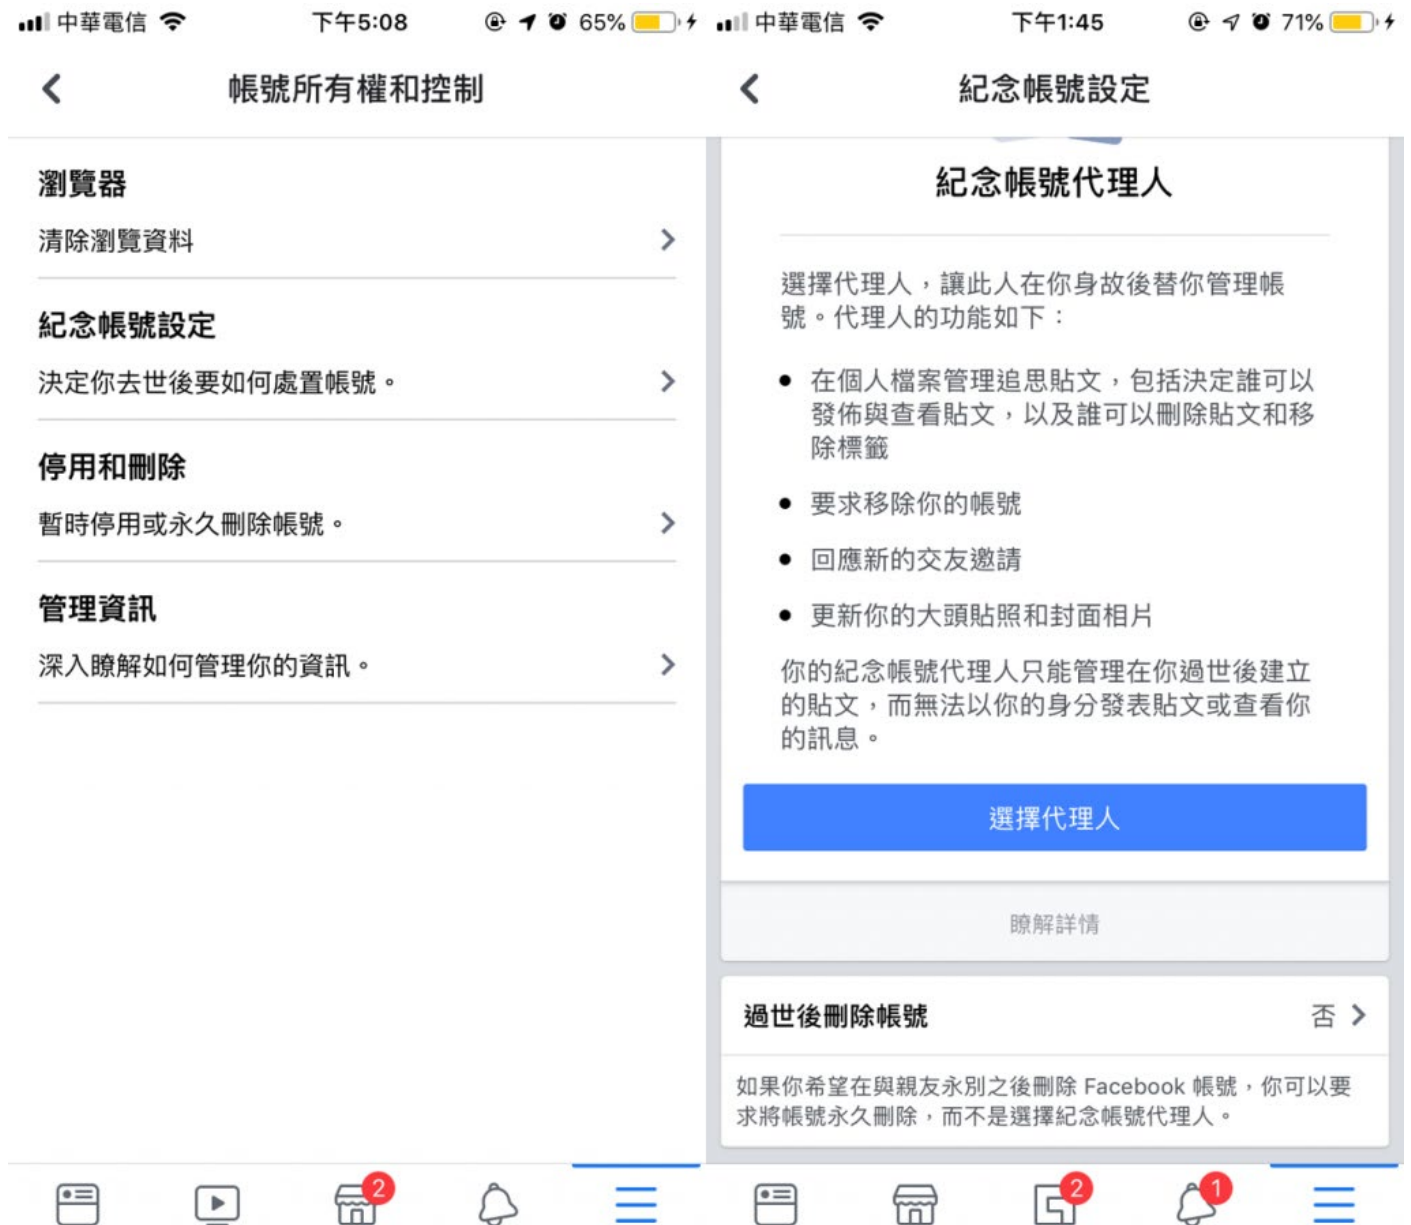 中華電信
下午5:08
65%
帳號所有權和控制
瀏覽器
清除瀏覽資料
紀念帳號設定
決定你去世後要如何處置帳號。
停用和刪除
暫時停用或永久刪除帳號。
管理資訊
深入瞭解如何管理你的資訊。
2
中華電信
下午1:45
71%
紀念帳號設定
紀念帳號代理人
選擇代理人，讓此人在你身故後替你管理帳
號。代理人的功能如下：
• 在個人檔案管理追思貼文，包括決定誰可以
發佈與查看貼文，以及誰可以刪除貼文和移
除標籤
• 要求移除你的帳號
• 回應新的交友邀請
• 更新你的大頭貼照和封面相片
你的紀念帳號代理人只能管理在你過世後建立
的貼文，而無法以你的身分發表貼文或查看你
的訊息。
選擇代理人
瞭解詳情
過世後刪除帳號 否
如果你希望在與親友永別之後刪除 Facebook 帳號，你可以要
求將帳號永久刪除，而不是選擇紀念帳號代理人。
2
1